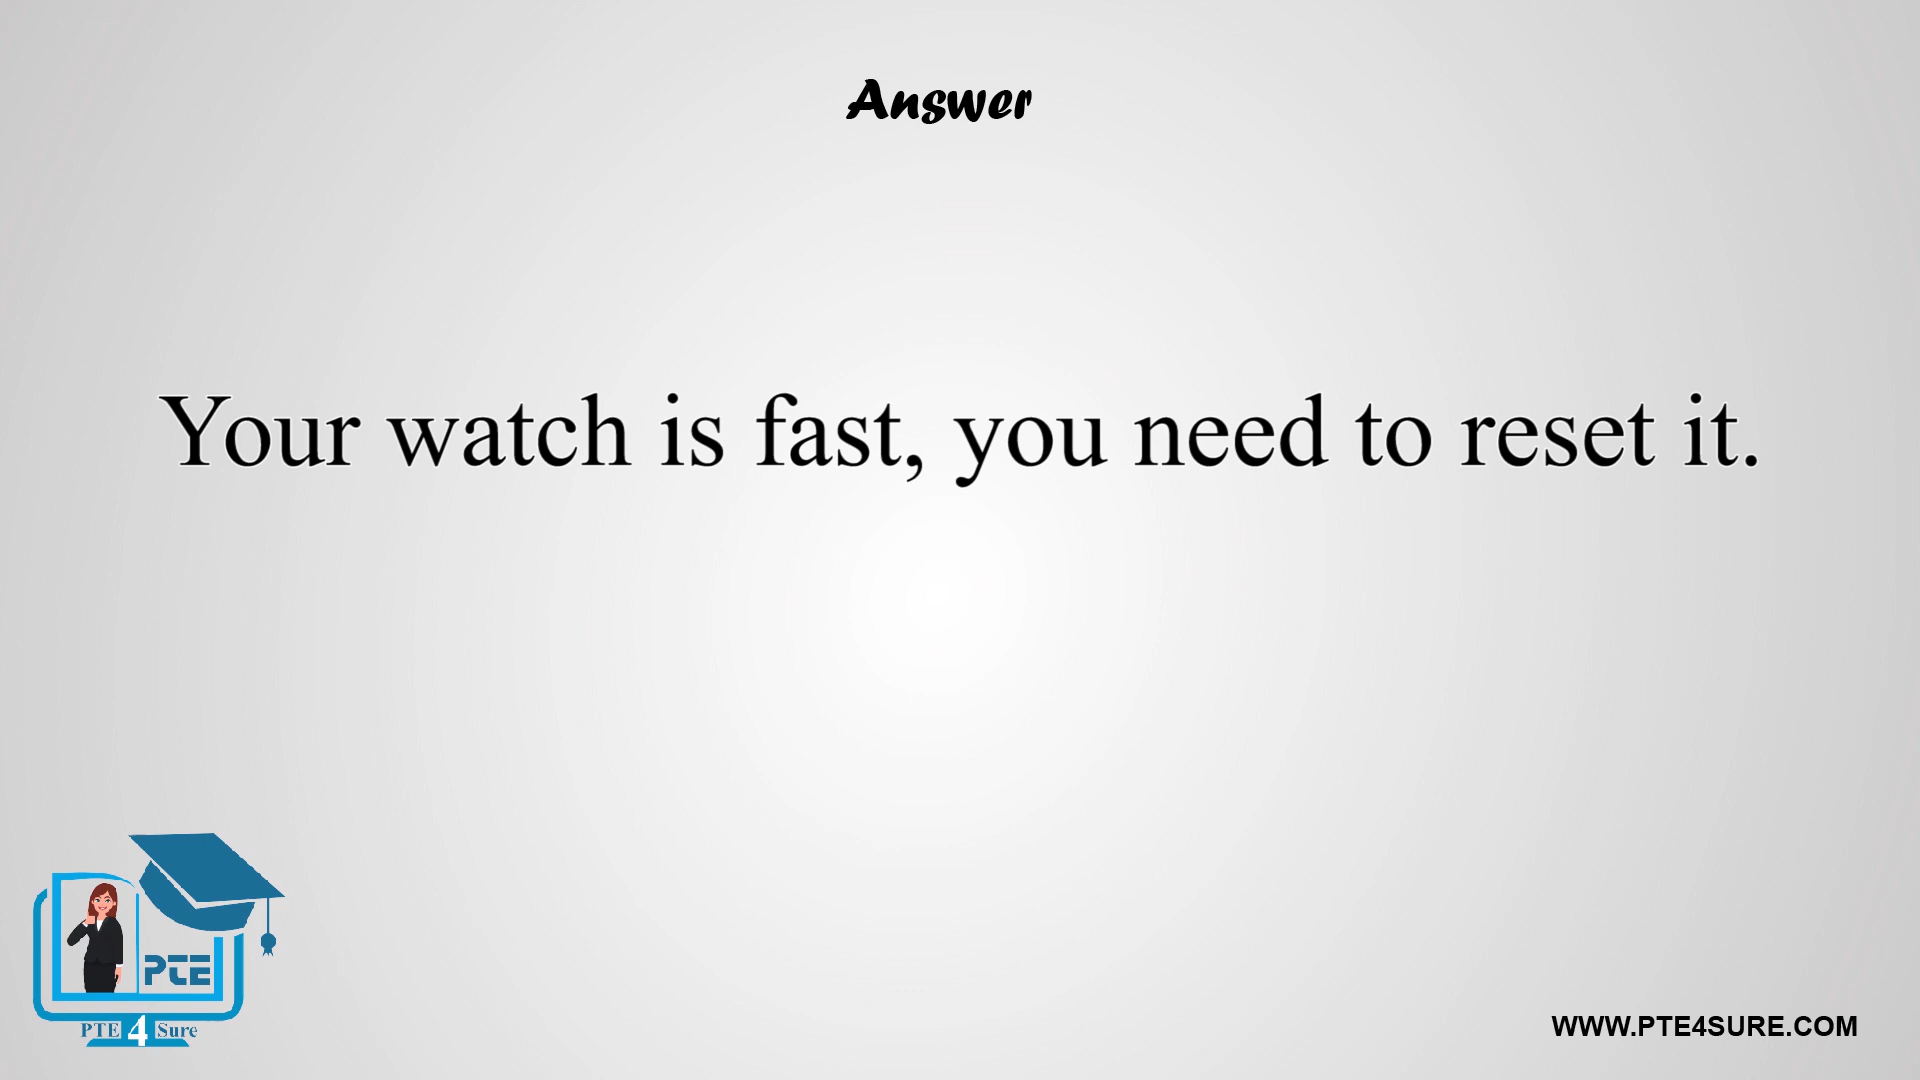 Answer
Your watch is fast, you need to reset it.
PTE
PTE 4 Sure
WWW.PTE4SURE.COM